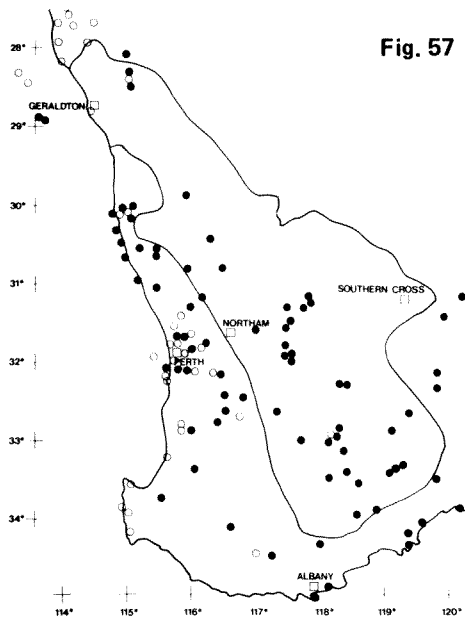 Fig. 57
28°
GERALDTON
29°
30°
31°
SOUTHERN CROSS
NORTHAM
32°
PERTH
33°
34°
ALBANY
114° 115° 116° 117° 118° 119° 120°